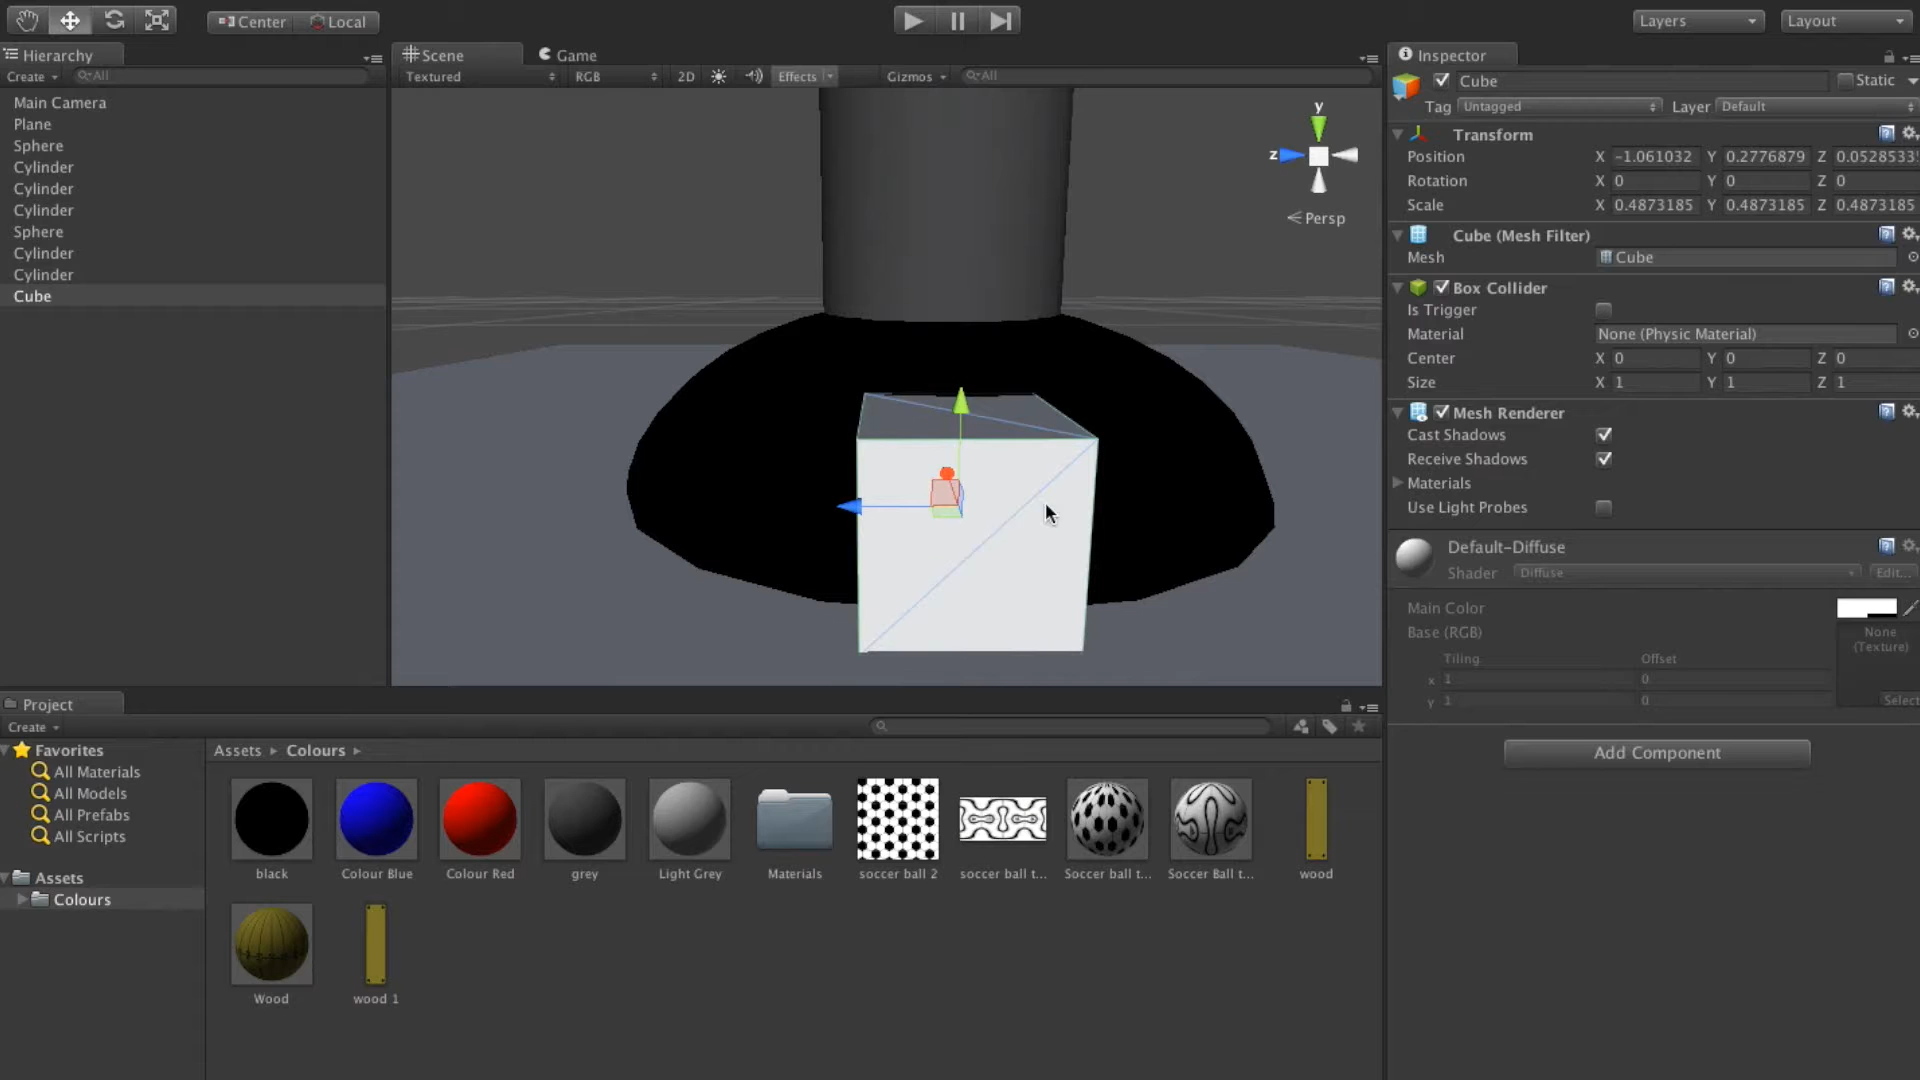 Center Local Layers Layout
Hierarchy
Create All
Main Camera
Plane
Sphere
Cylinder
Cylinder
Cylinder
Sphere
Cylinder
Cylinder
Cube
Scene Game
Textured RGB 2D Effects Gizmos All
y
z
Persp
Inspector
Cube Static
Tag Untagged Layer Default
Transform
Position X -1.061032 Y 0.2776879 Z 0.0528533
Rotation X 0 Y 0 Z 0
Scale X 0.4873185 Y 0.4873185 Z 0.4873185
Cube (Mesh Filter)
Mesh Cube
Box Collider
Is Trigger
Material None (Physic Material)
Center X 0 Y 0 Z 0
Size X 1 Y 1 Z 1
Mesh Renderer
Cast Shadows
Receive Shadows
Materials
Use Light Probes
Default-Diffuse
Shader Diffuse Edit...
Main Color
Base (RGB) None
(Texture)
Tiling Offset
x 1 0
y 1 0 Select
Add Component
Project
Create
Favorites
All Materials
All Models
All Prefabs
All Scripts
Assets
Colours
Assets Colours
black Colour Blue Colour Red grey Light Grey Materials soccer ball 2 soccer ball t... Soccer ball t... Soccer Ball t... wood
Wood wood 1